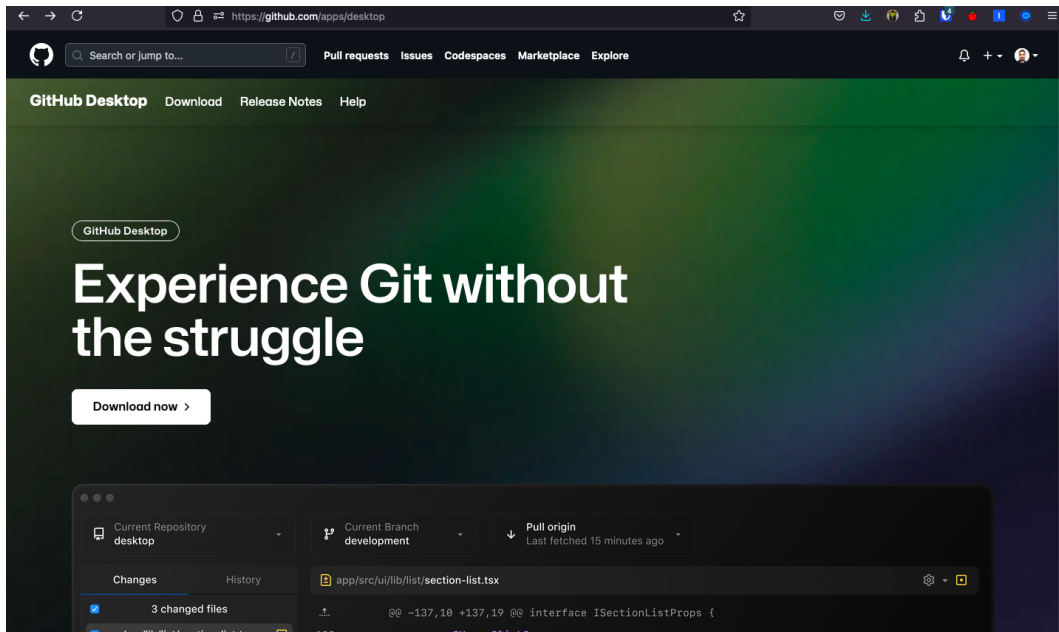 https://github.com/apps/desktop
4
Search or jump to...
/
Pull requests Issues Codespaces Marketplace Explore
GitHub Desktop Download Release Notes Help
GitHub Desktop
Experience Git without
the struggle
Download now >
Current Repository
desktop
Current Branch
development
Pull origin
Last fetched 15 minutes ago
Changes History
app/src/ui/lib/list/section-list.tsx
3 changed files
@@ -137,10 +137,19 @@ interface ISectionListProps {